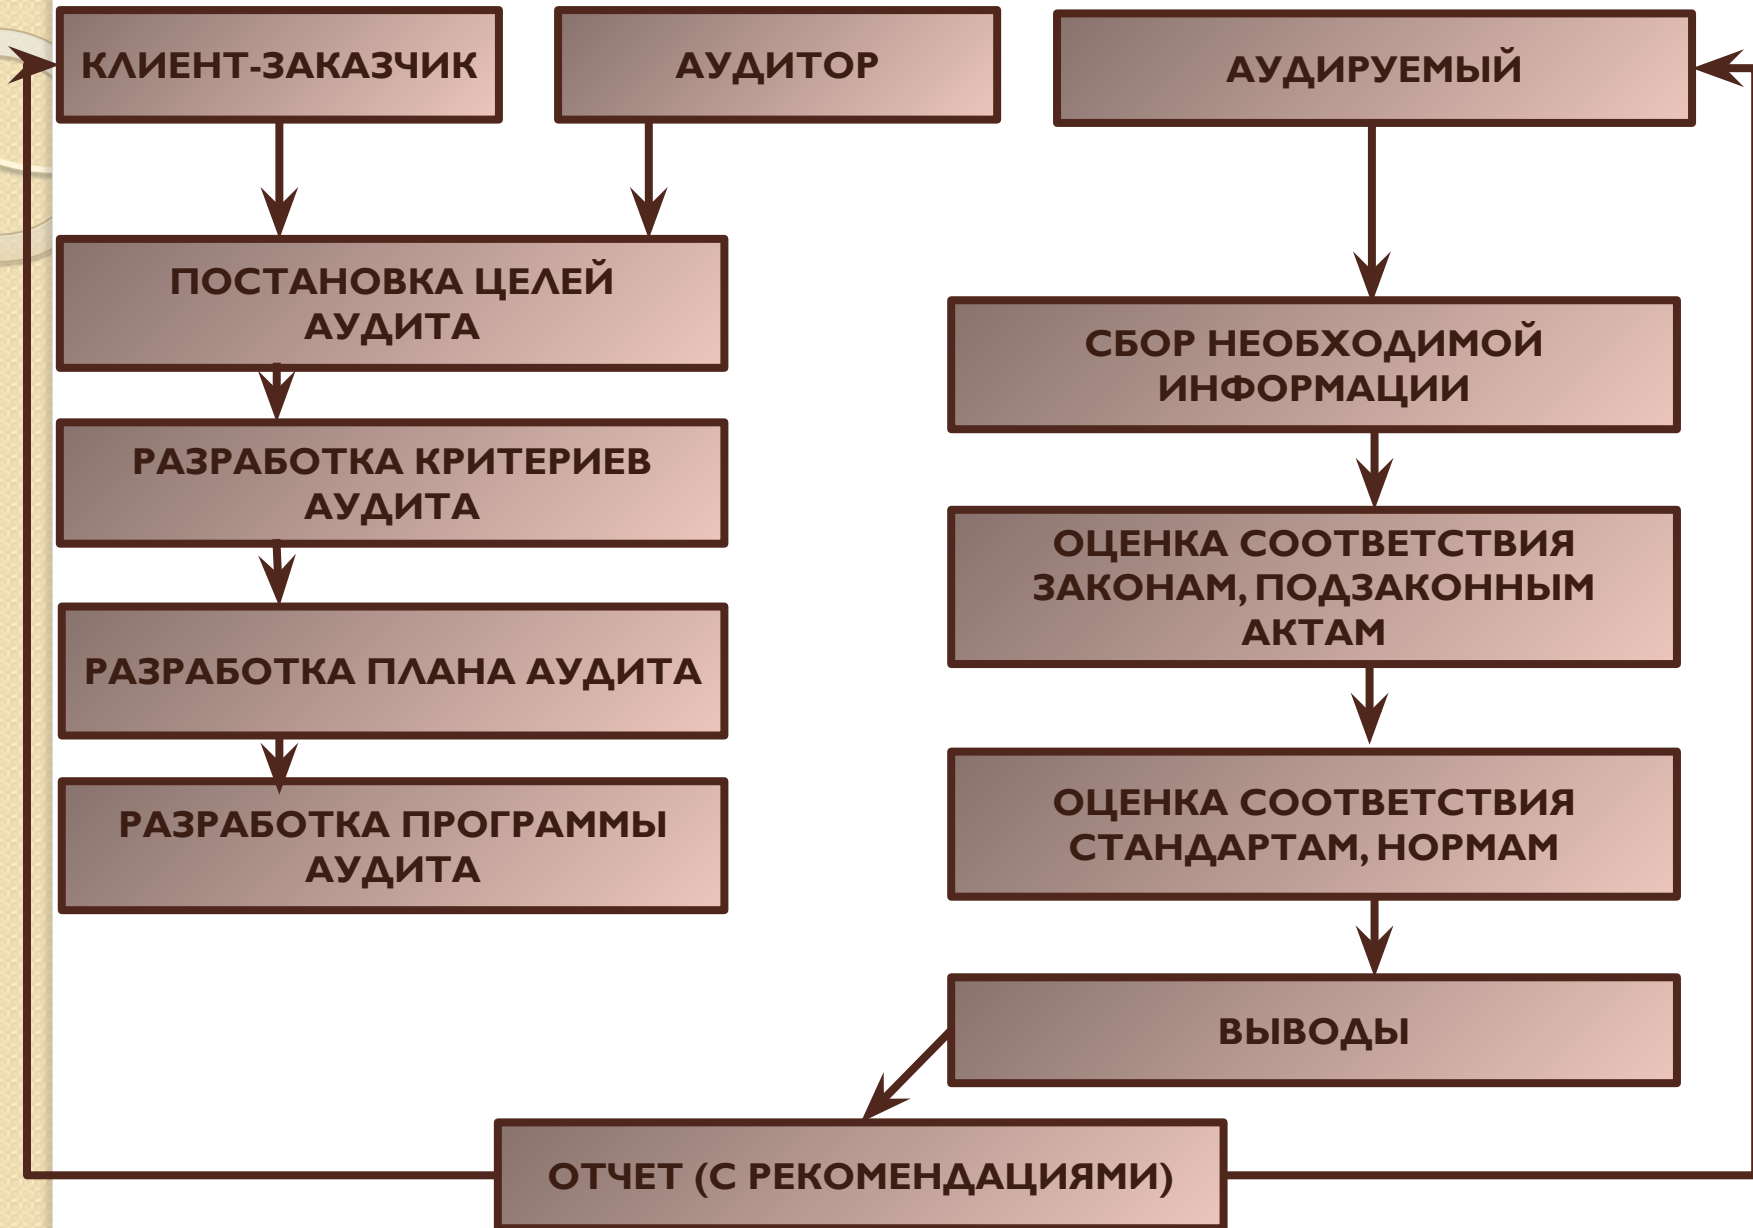 КЛИЕНТ-ЗАКАЗЧИК
АУДИТОР
АУДИРУЕМЫЙ
ПОСТАНОВКА ЦЕЛЕЙ
АУДИТА
РАЗРАБОТКА КРИТЕРИЕВ
АУДИТА
РАЗРАБОТКА ПЛАНА АУДИТА
РАЗРАБОТКА ПРОГРАММЫ
АУДИТА
СБОР НЕОБХОДИМОЙ
ИНФОРМАЦИИ
ОЦЕНКА СООТВЕТСТВИЯ
ЗАКОНАМ, ПОДЗАКОННЫМ
АКТАМ
ОЦЕНКА СООТВЕТСТВИЯ
СТАНДАРТАМ, НОРМАМ
ВЫВОДЫ
ОТЧЕТ (С РЕКОМЕНДАЦИЯМИ)